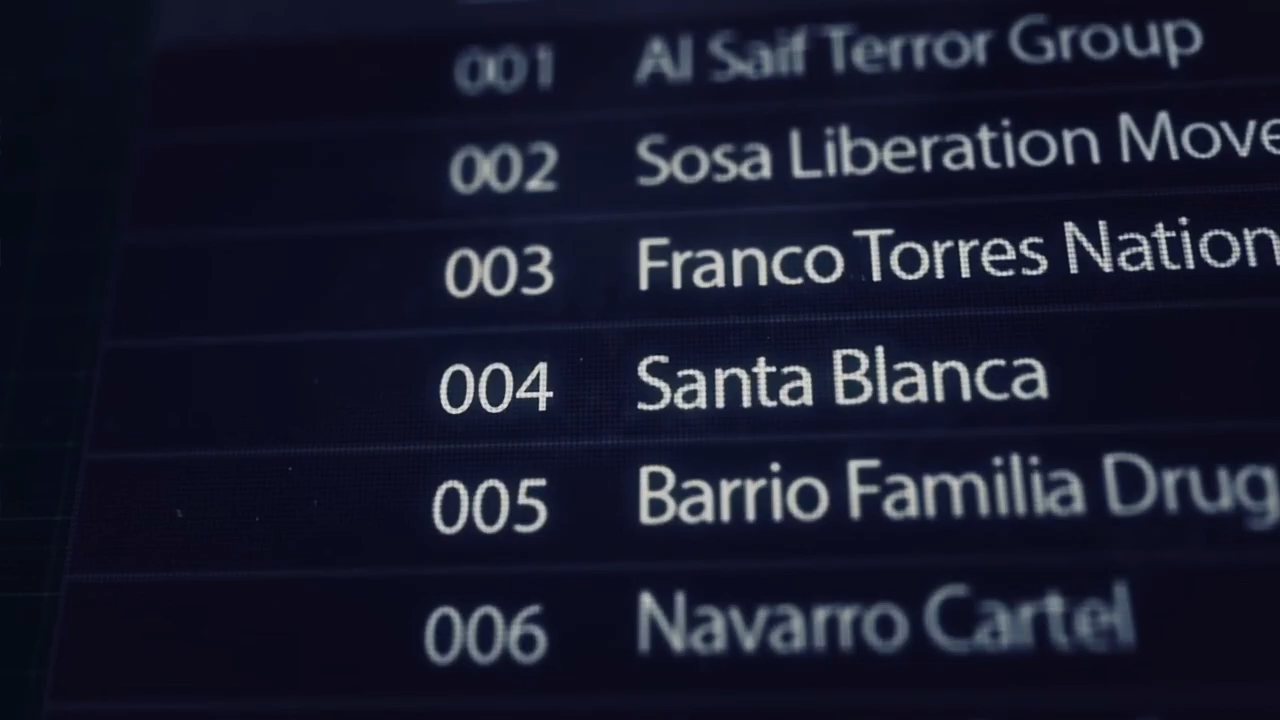 001 Al Saif Terror Group
002 Sosa Liberation Move
003 Franco Torres Nation
004 Santa Blanca
005 Barrio Familia Drug
006 Navarro Cartel